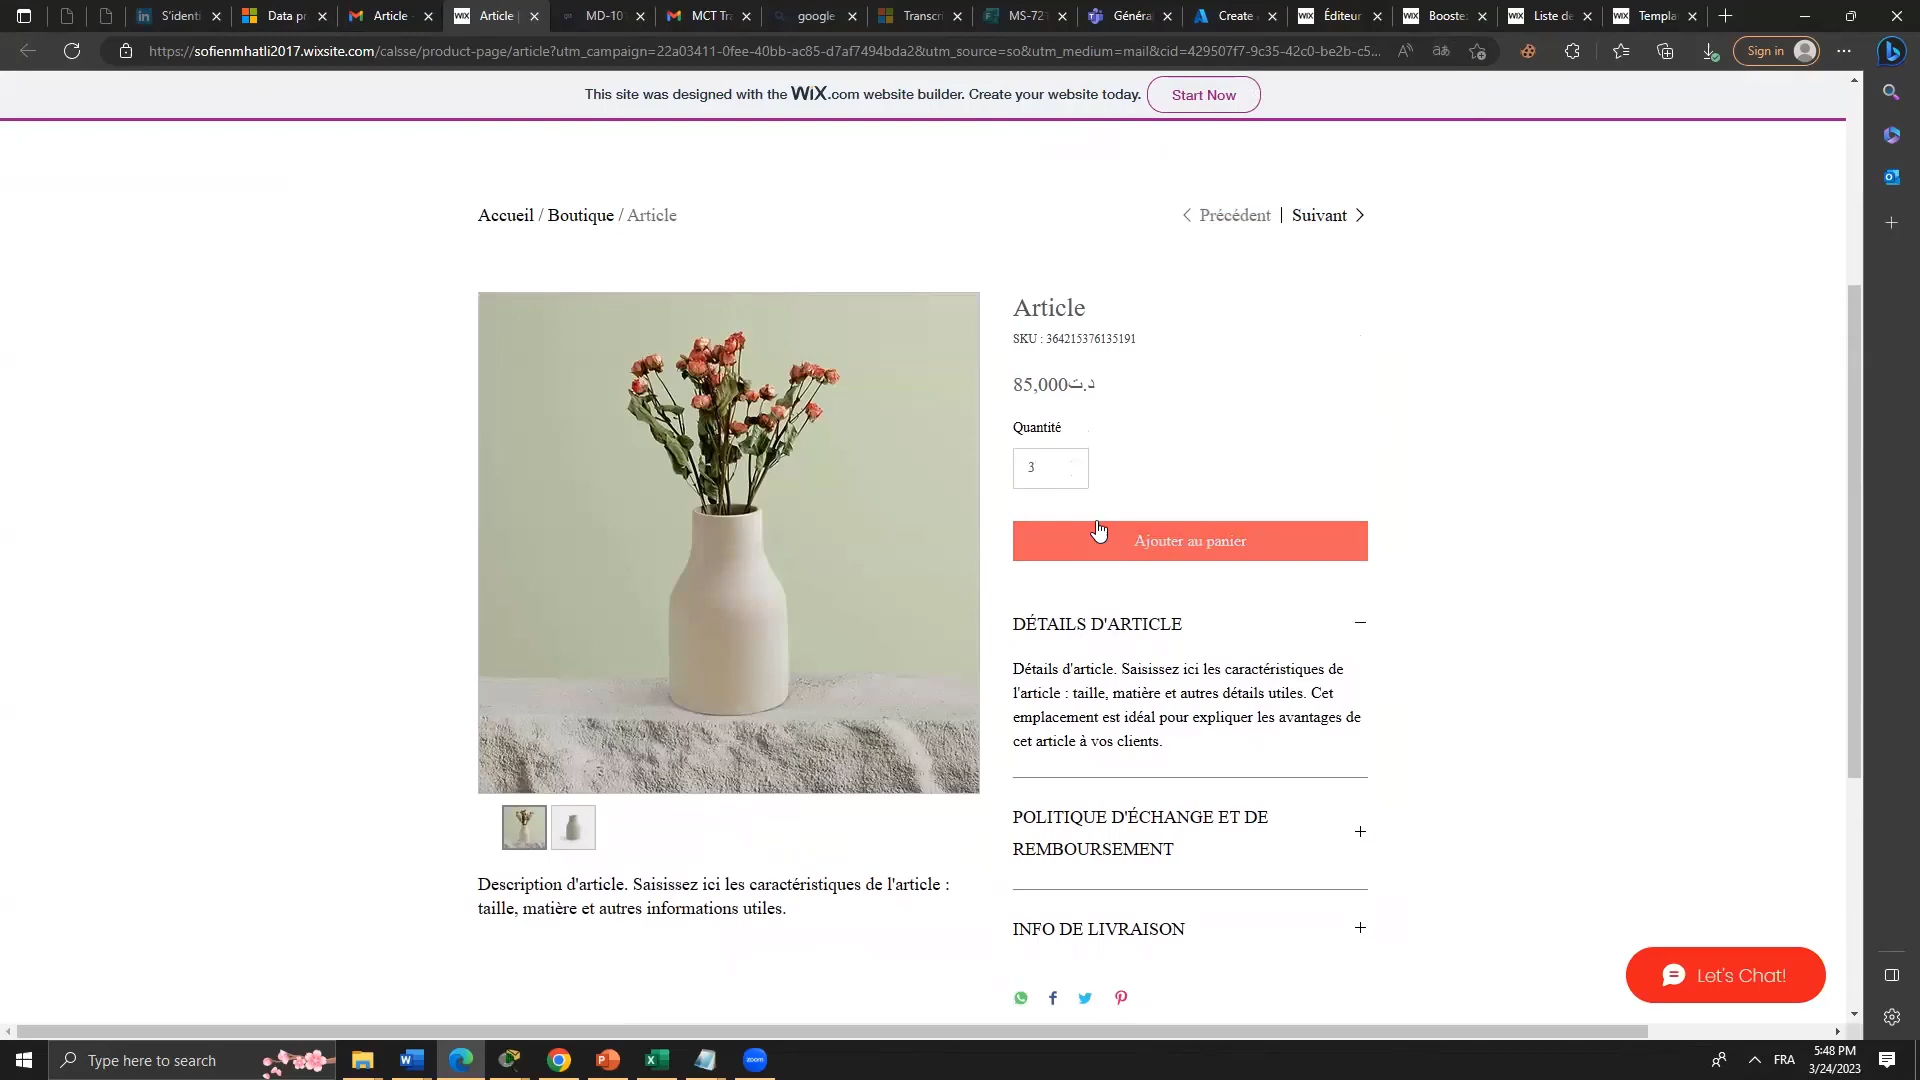 S'identi
Data p
Article
Article
MD-10
MCT Tra
google
Transcri
MS-72
Généra
Create
Éditeur
Booste
Liste de
Templa
https://sofienmhatli2017.wixsite.com/calsse/product-page/article?utm_campaign=22a03411-0fee-40bb-ac85-d7af7494bda2&utm_source=so&utm_medium=mail&cid=429507f7-9c35-42c0-be2b-c5...
Sign in
This site was designed with the WiX.com website builder. Create your website today.
Start Now
Accueil / Boutique / Article
Précédent | Suivant
Article
SKU : 364215376135191
85,000د.ت
Quantité
3
Ajouter au panier
DÉTAILS D'ARTICLE
Détails d'article. Saisissez ici les caractéristiques de
l'article : taille, matière et autres détails utiles. Cet
emplacement est idéal pour expliquer les avantages de
cet article à vos clients.
POLITIQUE D'ÉCHANGE ET DE
REMBOURSEMENT
INFO DE LIVRAISON
Description d'article. Saisissez ici les caractéristiques de l'article :
taille, matière et autres informations utiles.
Let's Chat!
Type here to search
FRA
5:48 PM
3/24/2023